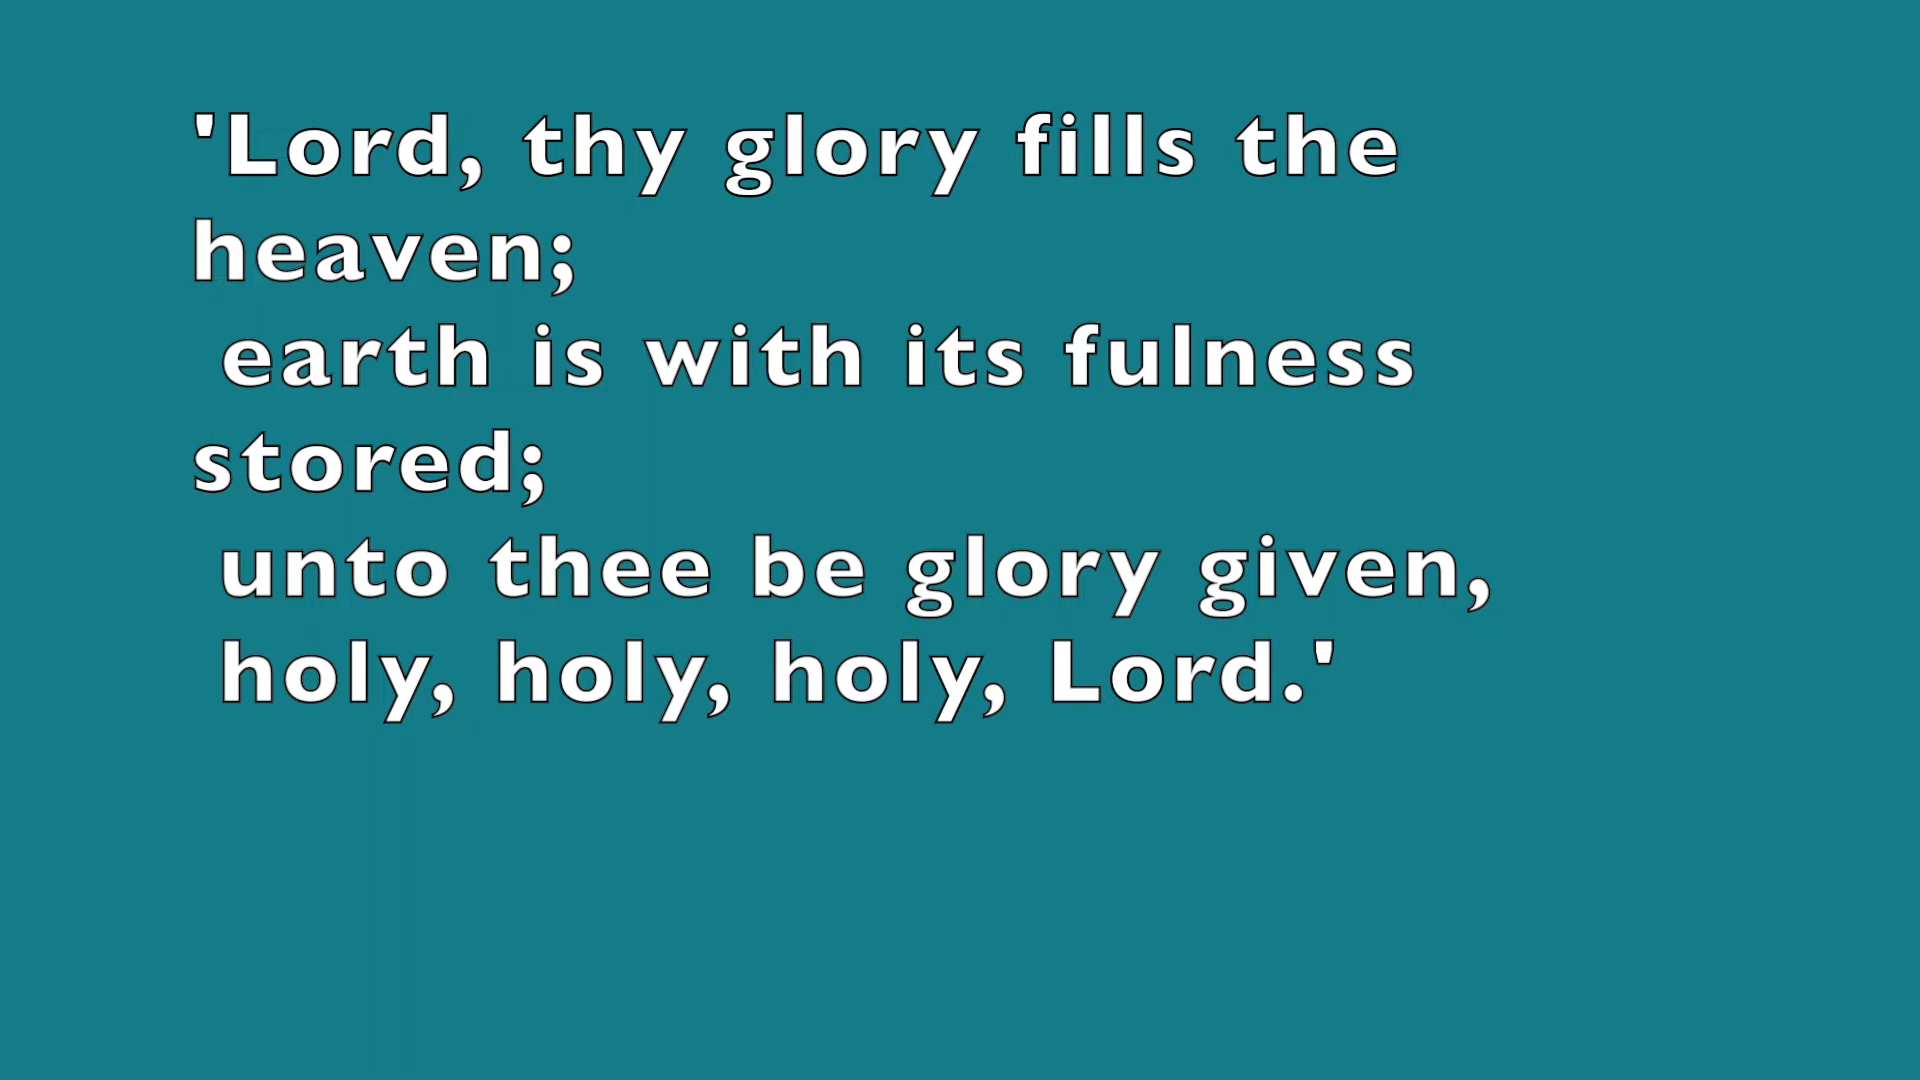 'Lord, thy glory fills the
heaven;
earth is with its fulness
stored;
unto thee be glory given,
holy, holy, holy, Lord.'